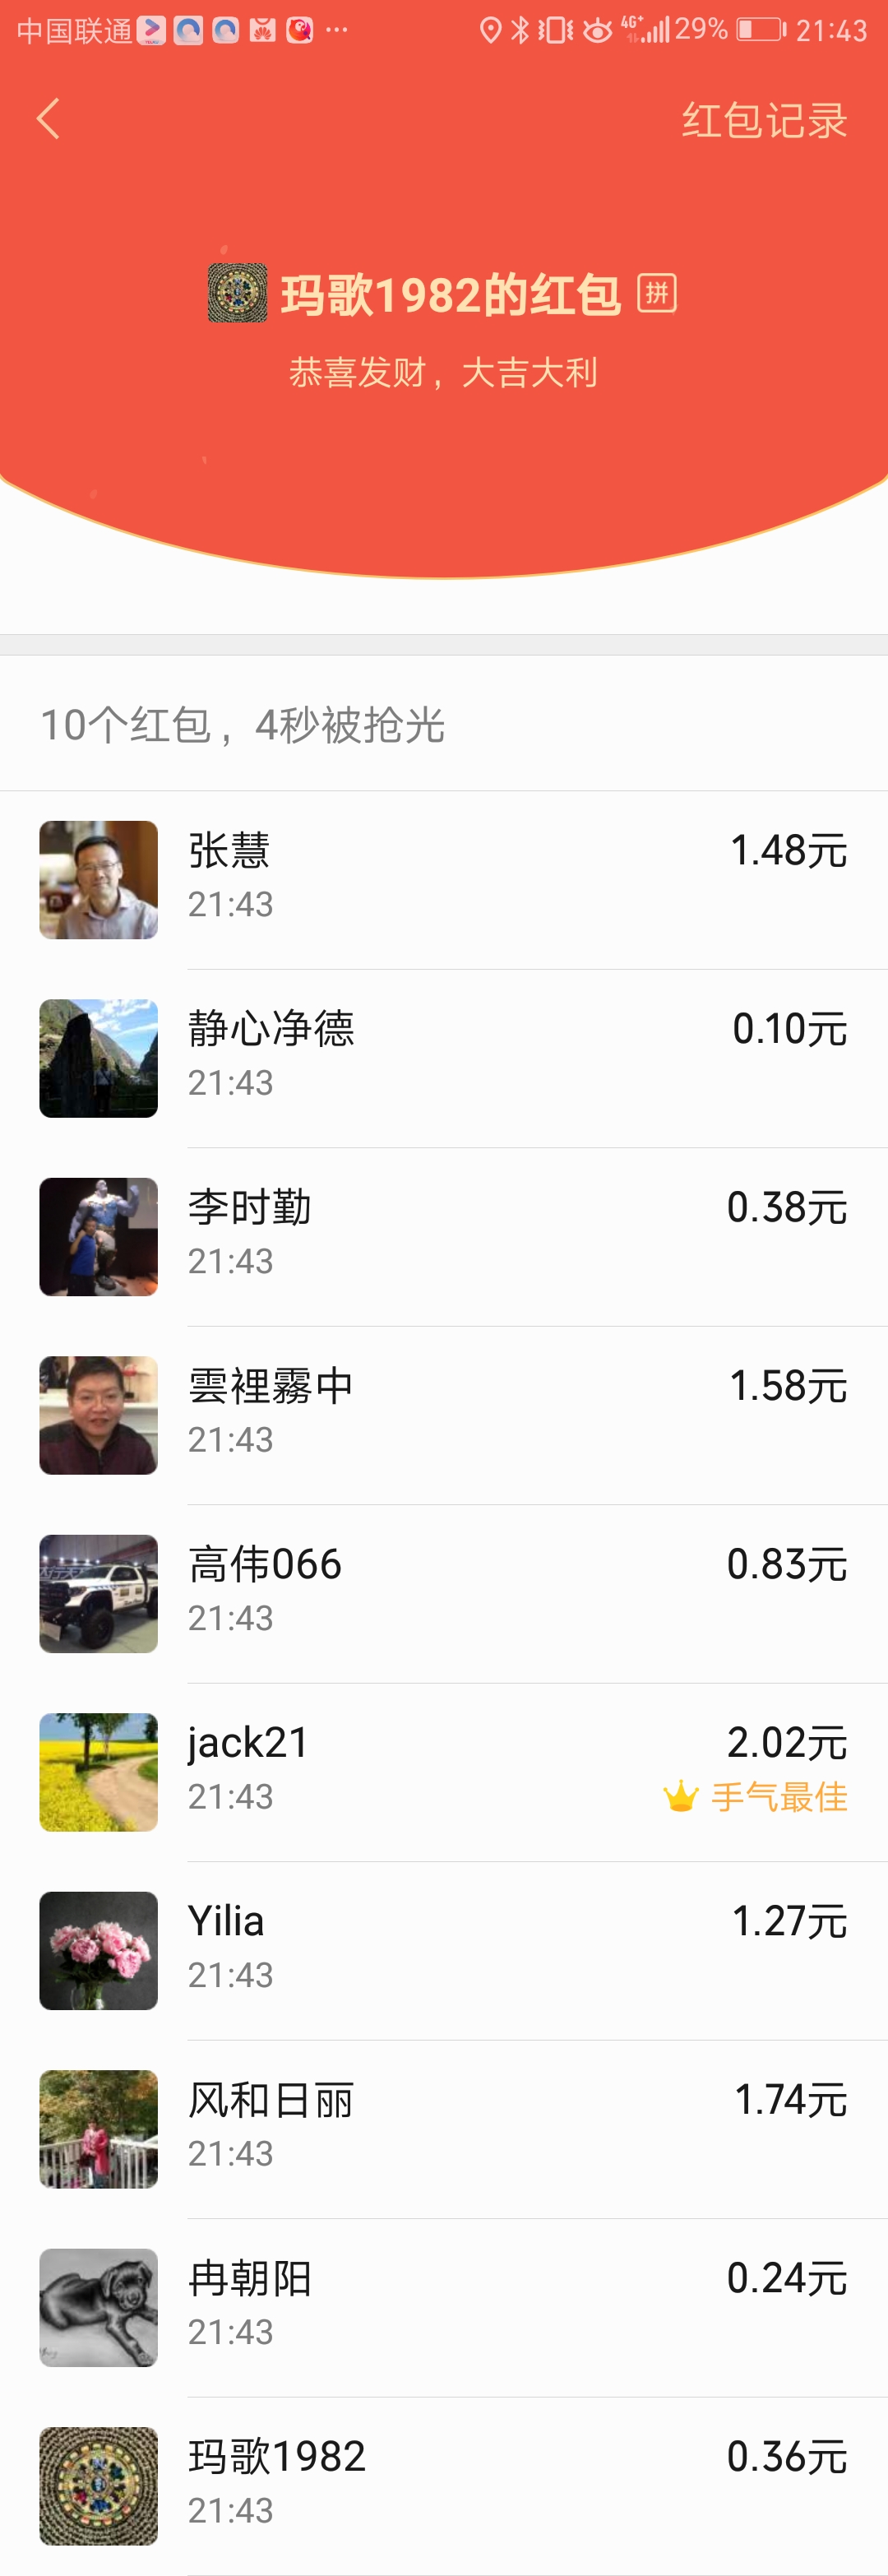 中国联通 ··· 4G+ 29% 21:43
红包记录
玛歌1982的红包 拼
恭喜发财，大吉大利
10个红包，4秒被抢光
张慧 1.48元
21:43
静心净德 0.10元
21:43
李时勤 0.38元
21:43
雲裡霧中 1.58元
21:43
高伟066 0.83元
21:43
jack21 2.02元
21:43 手气最佳
Yilia 1.27元
21:43
风和日丽 1.74元
21:43
冉朝阳 0.24元
21:43
玛歌1982 0.36元
21:43